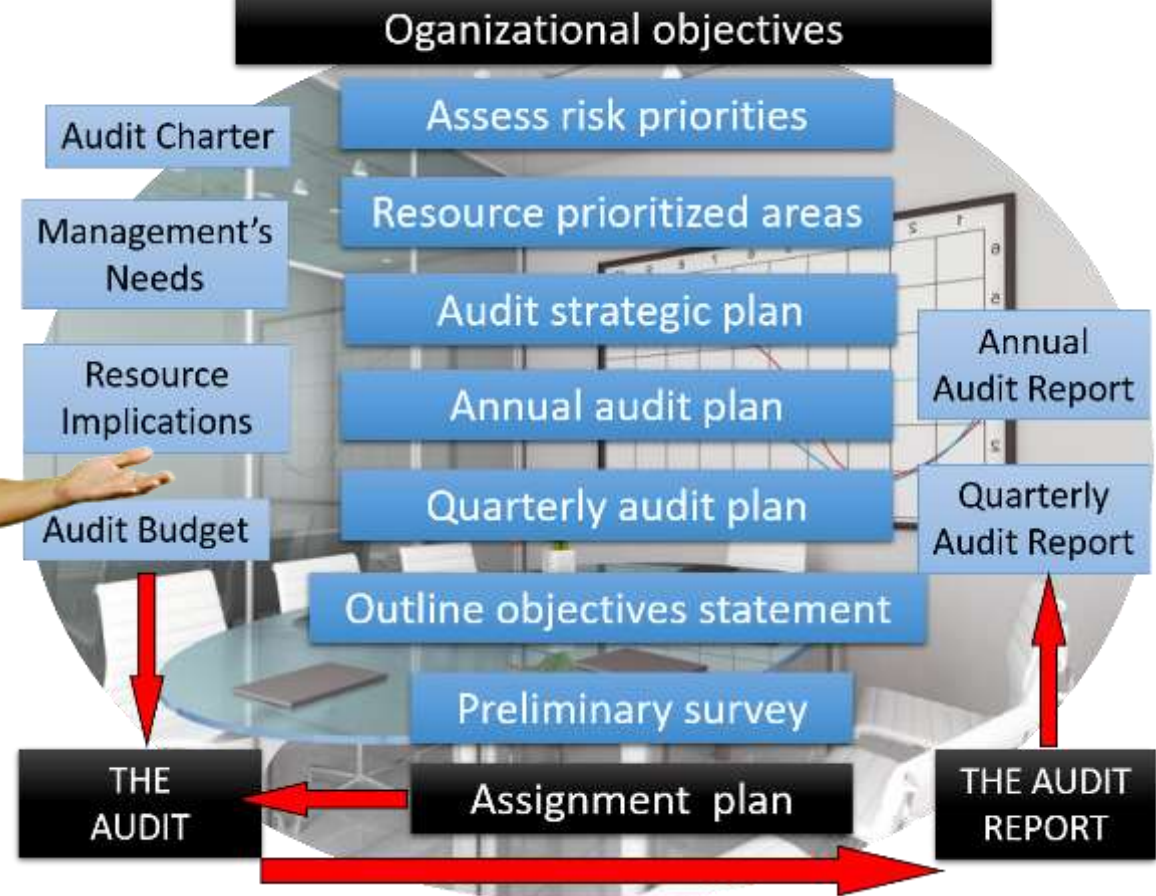 Oganizational objectives
Assess risk priorities
Audit Charter
Resource prioritized areas
Management's
Needs
Audit strategic plan
Annual
Audit Report
Resource
Implications
Annual audit plan
Quarterly audit plan
Quarterly
Audit Report
Audit Budget
Outline objectives statement
Preliminary survey
THE
AUDIT
Assignment plan
THE AUDIT
REPORT